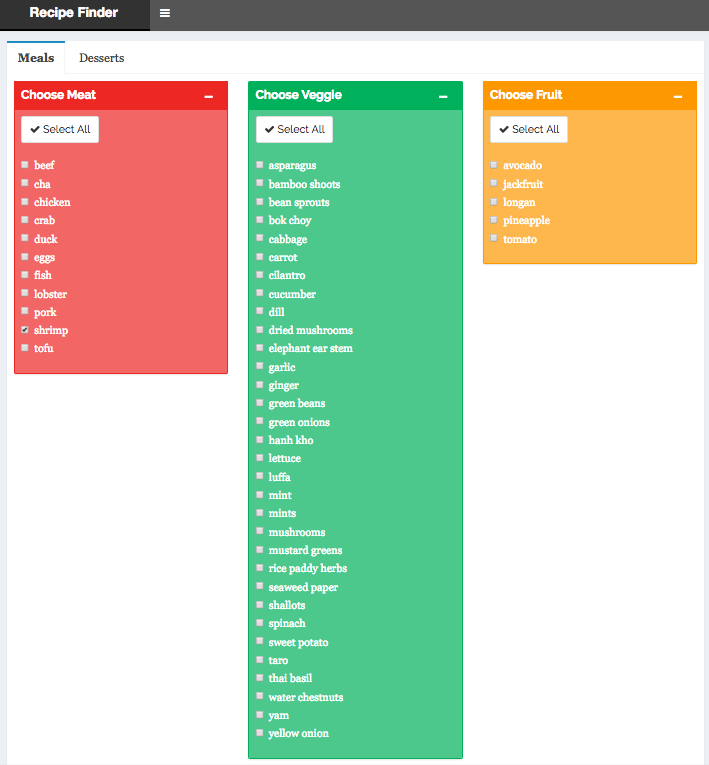 Recipe Finder
Meals Desserts
Choose Meat
Select All
beef
cha
chicken
crab
duck
eggs
fish
lobster
pork
shrimp
tofu
Choose Veggie
Select All
asparagus
bamboo shoots
bean sprouts
bok choy
cabbage
carrot
cilantro
cucumber
dill
dried mushrooms
elephant ear stem
garlic
ginger
green beans
green onions
hanh kho
lettuce
luffa
mint
mints
mushrooms
mustard greens
rice paddy herbs
seaweed paper
shallots
spinach
sweet potato
taro
thai basil
water chestnuts
yam
yellow onion
Choose Fruit
Select All
avocado
jackfruit
longan
pineapple
tomato